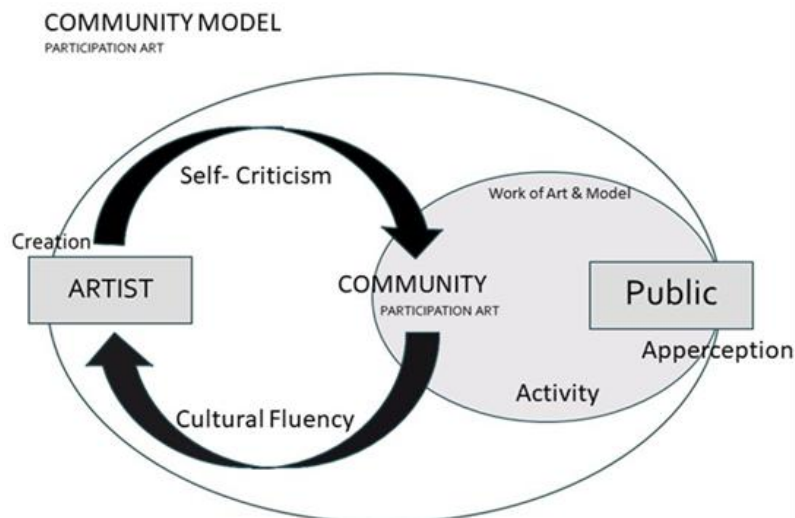 COMMUNITY MODEL
PARTICIPATION ART
Self- Criticism
Work of Art & Model
Creation
ARTIST
COMMUNITY
PARTICIPATION ART
Public
Apperception
Activity
Cultural Fluency